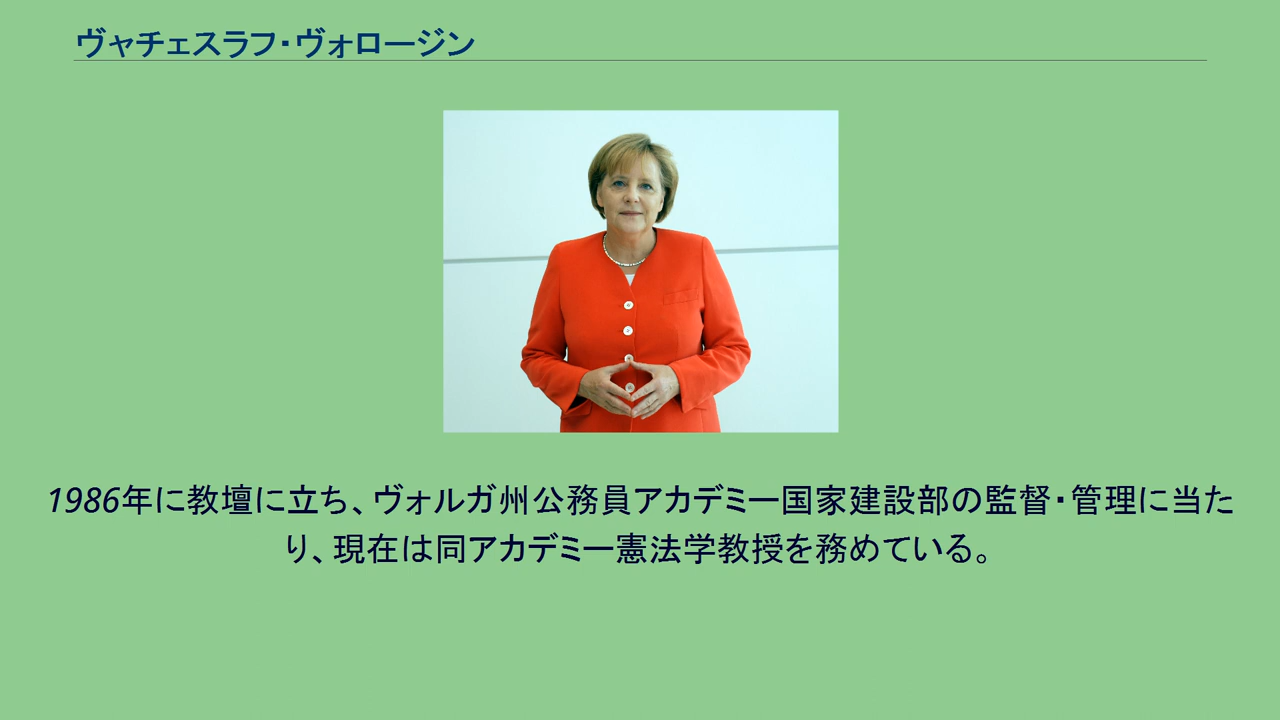 ヴャチェスラフ・ヴォロージン
1986年に教壇に立ち、ヴォルガ州公務員アカデミー国家建設部の監督・管理に当た
り、現在は同アカデミー憲法学教授を務めている。